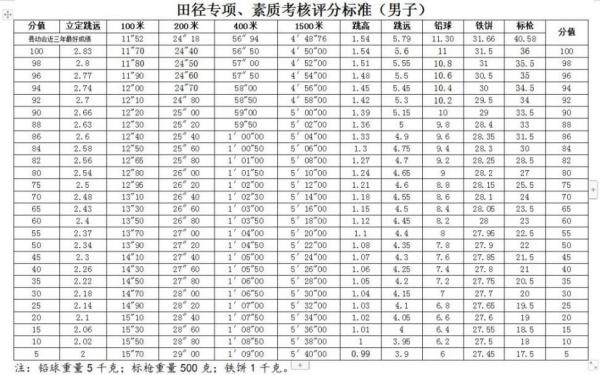 田径专项、素质考核评分标准（男子）
分值 立定跳远 100米 200米 400米 1500米 跳高 跳远 铅球 铁饼 标枪 分值
县动会近三年最好成绩 11"52 24"18 56"94 4'48"76 1.54 5.79 11.30 31.66 40.58
100 2.83 11"70 24"40 56"50 4'50"00 1.54 5.6 11 31.5 36 100
98 2.8 11"80 24"50 57"00 4'52"00 1.51 5.55 10.8 31 35.5 98
96 2.77 11"90 24"60 57"50 4'54"00 1.48 5.5 10.6 30.5 35 96
94 2.74 12"00 24"70 58"00 4'56"00 1.45 5.45 10.4 30 34.5 94
92 2.7 12"10 24"80 58"50 4'58"00 1.42 5.3 10.2 29.5 34 92
90 2.66 12"20 25"00 59"00 5'00"00 1.39 5.15 10 29 33.5 90
88 2.63 12"30 25"20 59"50 5'02"00 1.36 5 9.8 28.4 33 88
86 2.6 12"40 25"40 1'00"00 5'04"00 1.33 4.9 9.6 28.35 31.5 86
84 2.58 12"50 25"60 1'00"50 5'06"00 1.3 4.75 9.4 28.3 30 84
82 2.56 12"65 25"80 1'01"00 5'08"00 1.27 4.7 9.2 28.25 28.5 82
80 2.54 12"80 26"00 1'01"50 5'10"00 1.24 4.65 9 28.2 27 80
75 2.5 12"95 26"20 1'02"00 5'12"00 1.21 4.6 8.8 28.15 25.5 75
70 2.48 13"10 26"40 1'02"30 5'14"00 1.18 4.55 8.6 28.1 24 70
65 2.43 13"30 26"60 1'03"00 5'16"00 1.15 4.5 8.4 28.05 23.5 65
60 2.4 13"50 26"80 1'03"50 5'18"00 1.12 4.45 8.2 28 23 60
55 2.37 13"70 27"00 1'04"00 5'20"00 1.1 4.4 8 27.95 22.5 55
50 2.34 13"90 27"20 1'04"50 5'22"00 1.08 4.35 7.8 27.9 22 50
45 2.3 14"10 27"40 1'05"00 5'24"00 1.07 4.3 7.6 27.85 21.5 45
40 2.26 14"30 27"60 1'05"50 5'26"00 1.06 4.25 7.4 27.8 21 40
35 2.22 14"50 27"80 1'06"00 5'28"00 1.05 4.2 7.2 27.75 20.5 35
30 2.18 14"70 28"00 1'06"50 5'30"00 1.04 4.15 7 27.7 20 30
25 2.14 14"90 28"20 1'07"00 5'32"00 1.03 4.1 6.8 27.65 19.5 25
20 2.1 15"10 28"40 1'07"50 5'34"00 1.02 4.05 6.6 27.6 19 20
15 2.06 15"30 28"60 1'08"00 5'36"00 1.01 4 6.4 27.55 18.5 15
10 2.02 15"50 28"80 1'08"50 5'38"00 1 3.95 6.2 27.5 18 10
5 2 15"70 29"00 1'09"00 5'40"00 0.99 3.9 6 27.45 17.5 5
注：铅球重量5千克；标枪重量500克；铁饼1千克。